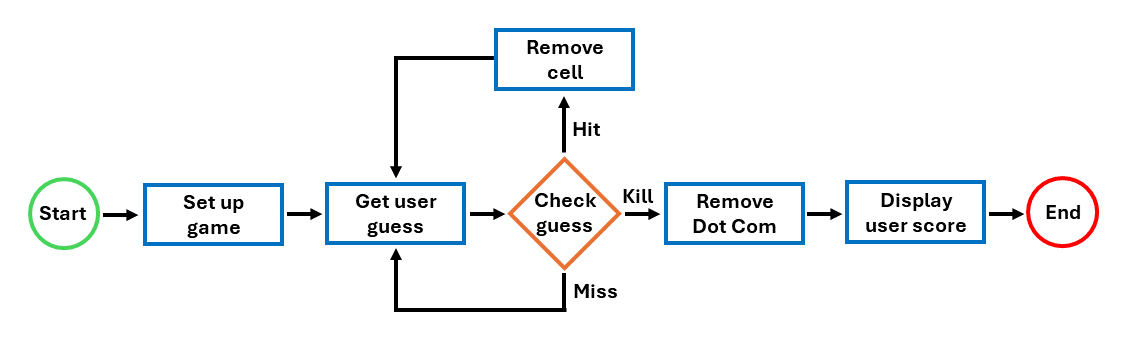 Remove
cell
Hit
Start
Set up
game
Get user
guess
Check
guess
Kill
Remove
Dot Com
Display
user score
End
Miss